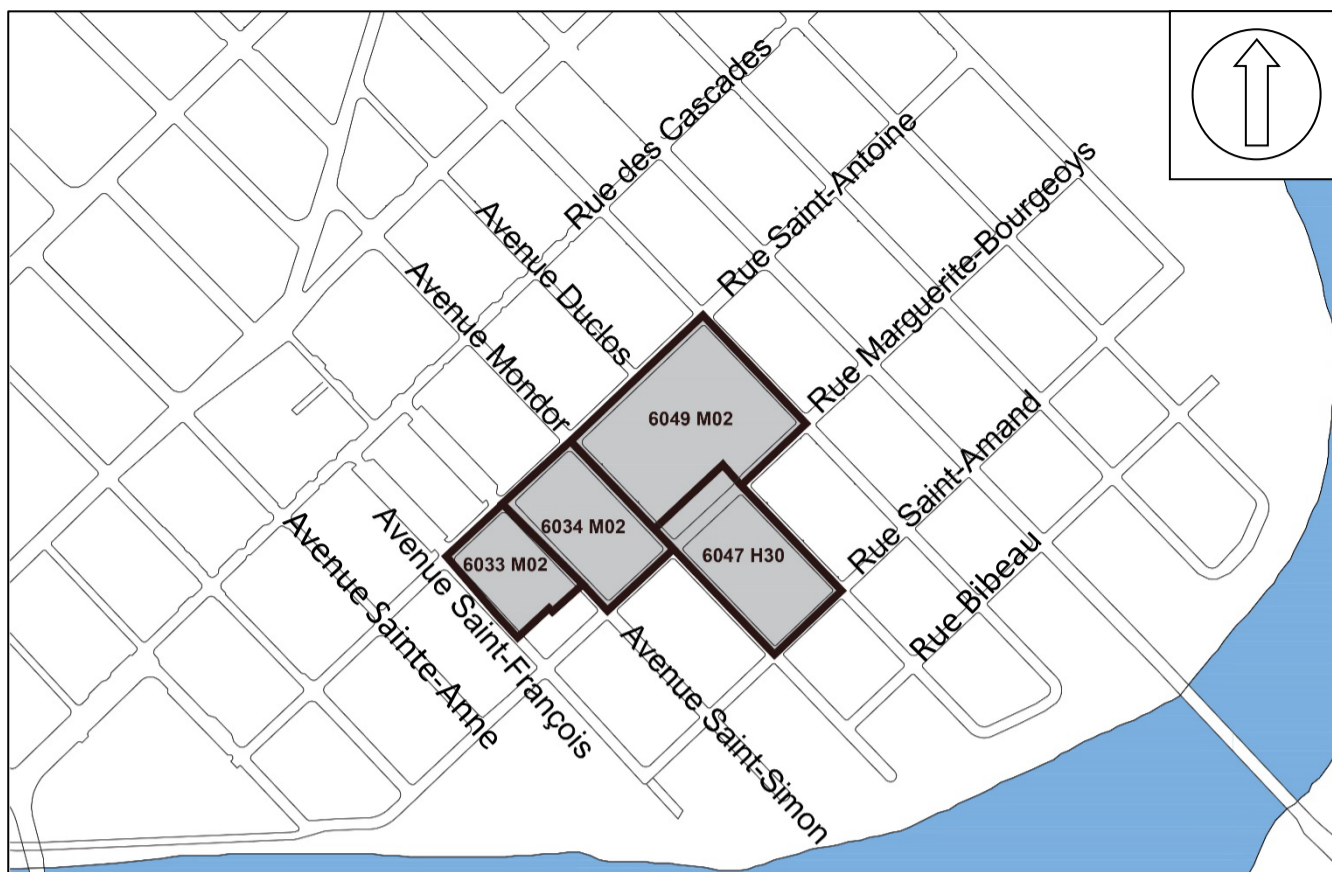 Rue des Cascades
Avenue Duclos
Rue Saint-Antoine
Avenue Mondor
Rue Marguerite-Bourgeoys
6049 M02
6034 M02
6033 M02
6047 H30
Rue Saint-Amand
Rue Bibeau
Avenue Saint-François
Avenue Sainte-Anne
Avenue Saint-Simon